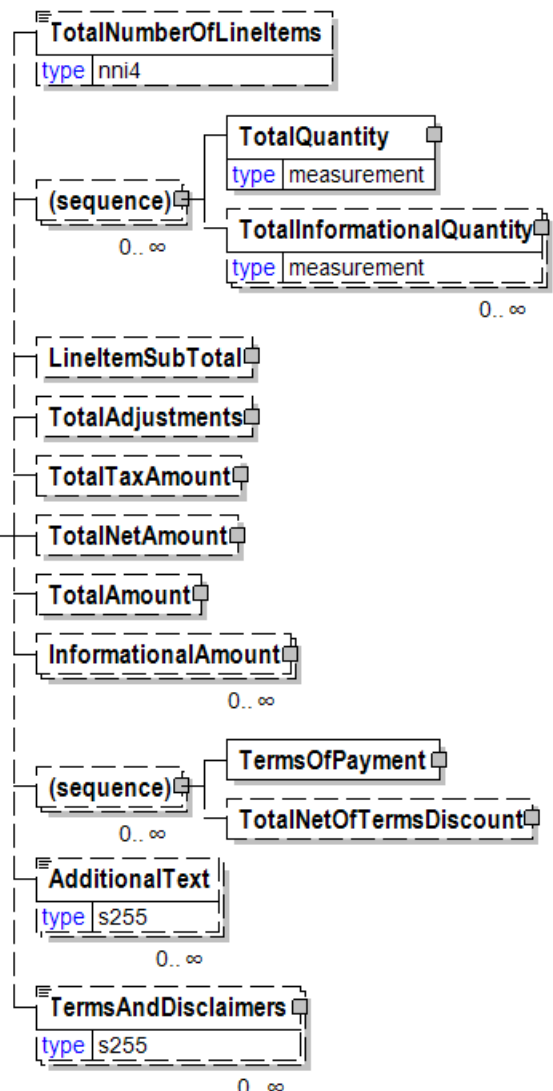 TotalNumberOfLineItems
type nni4
TotalQuantity
type measurement
(sequence)
0.. ∞
TotalInformationalQuantity
type measurement
0.. ∞
LineItemSubTotal
TotalAdjustments
TotalTaxAmount
TotalNetAmount
TotalAmount
InformationalAmount
0.. ∞
TermsOfPayment
(sequence)
0.. ∞
TotalNetOfTermsDiscount
AdditionalText
type s255
0.. ∞
TermsAndDisclaimers
type s255
0.. ∞